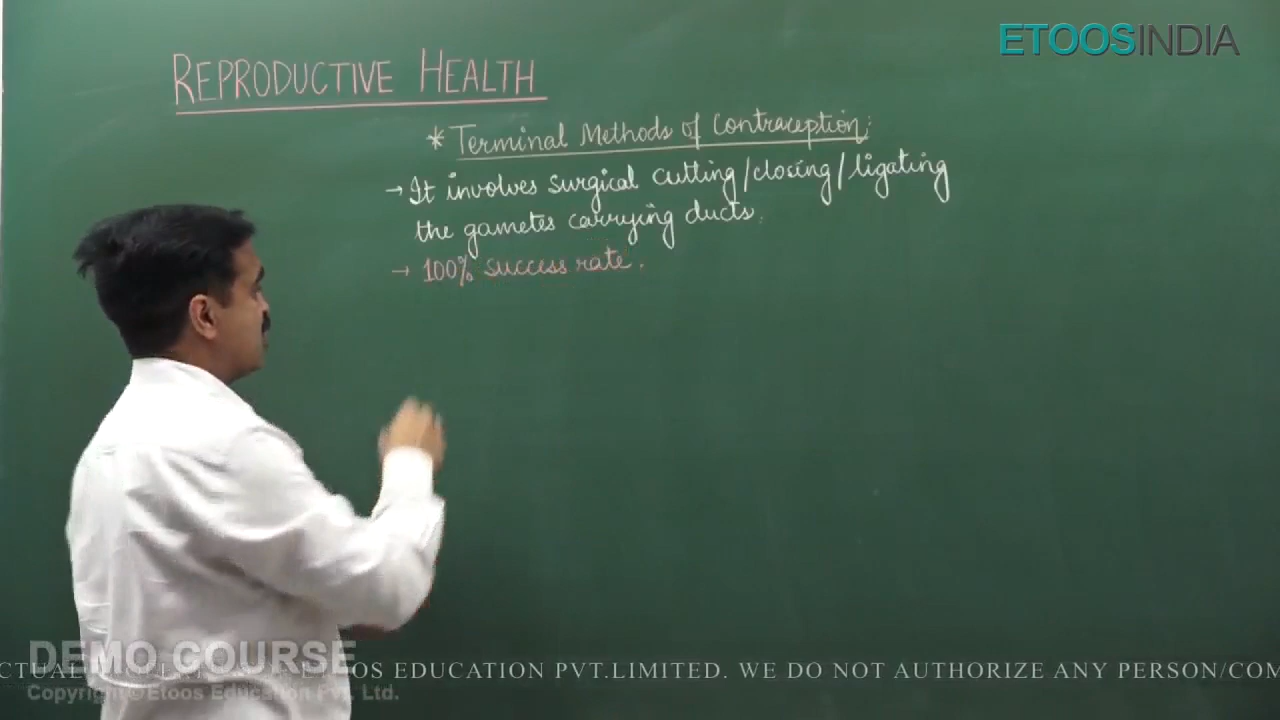 ETOOSINDIA
REPRODUCTIVE HEALTH
* Terminal Methods of Contraception:
→ It involves surgical cutting/closing/ligating
the gametes carrying ducts.
→ 100% success rate.
DEMO COURSE
ETOOS EDUCATION PVT.LIMITED. WE DO NOT AUTHORIZE ANY PERSON/COM
Copyright © Etoos Education Pvt. Ltd.